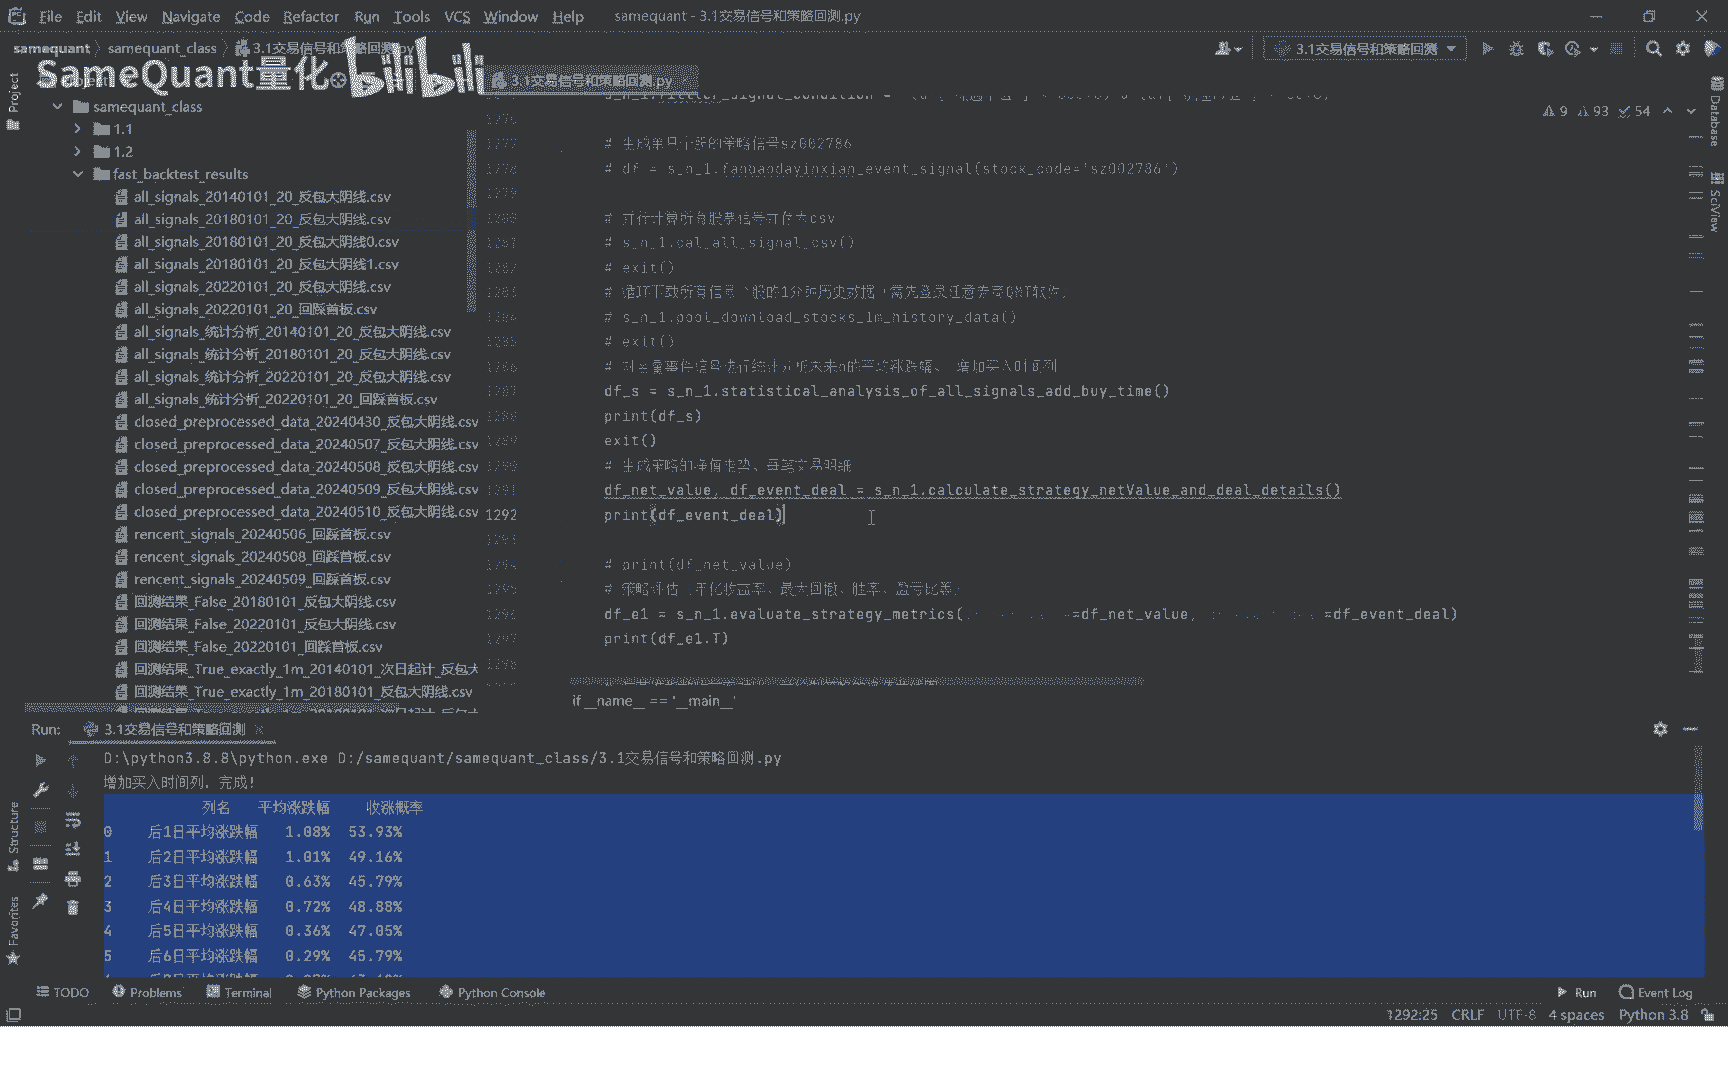 File Edit View Navigate Code Refactor Run Tools VCS Window Help samequant - 3.1交易信号和策略回测.py
samequant samequant_class 3.1交易信号和策略回测.py
3.1交易信号和策略回测
SameQuant量化 bilibili
3.1交易信号和策略回测.py
Project
samequant_class
1.1
1.2
fast_backtest_results
all_signals_20140101_20_反包大阴线.csv
all_signals_20180101_20_反包大阴线.csv
all_signals_20180101_20_反包大阴线0.csv
all_signals_20180101_20_反包大阴线1.csv
all_signals_20220101_20_反包大阴线.csv
all_signals_20220101_20_回踩首板.csv
all_signals_统计分析_20140101_20_反包大阴线.csv
all_signals_统计分析_20180101_20_反包大阴线.csv
all_signals_统计分析_20220101_20_反包大阴线.csv
all_signals_统计分析_20220101_20_回踩首板.csv
closed_preprocessed_data_20240430_反包大阴线.csv
closed_preprocessed_data_20240507_反包大阴线.csv
closed_preprocessed_data_20240508_反包大阴线.csv
closed_preprocessed_data_20240509_反包大阴线.csv
closed_preprocessed_data_20240510_反包大阴线.csv
rencent_signals_20240506_回踩首板.csv
rencent_signals_20240508_回踩首板.csv
rencent_signals_20240509_回踩首板.csv
回测结果_False_20180101_反包大阴线.csv
回测结果_False_20220101_反包大阴线.csv
回测结果_False_20220101_回踩首板.csv
回测结果_True_exactly_1m_20140101_次日起计_反包大
回测结果_True_exactly_1m_20180101_反包大阴线.csv
9 93 54
1276
1277 # 生成单只个股的策略信号sz002786
1278 # df = s_n_1.fanbaodayinxian_event_signal(stock_code='sz002786')
1279
1280 # 并行计算所有股票信号并存为csv
1281 # s_n_1.cal_all_signal_csv()
1282 # exit()
1283 # 循环下载所有信号个股的1分钟历史数据
1284 # s_n_1.pool_download_stocks_1m_history_data()
1285 # exit()
1286
1287 df_s = s_n_1.statistical_analysis_of_all_signals_add_buy_time()
1288 print(df_s)
1289 exit()
1290 # 生成策略的净值走势、每笔交易明细
1291 df_net_value, df_event_deal = s_n_1.calculate_strategy_netValue_and_deal_details()
1292 print(df_event_deal)
1293
1294 # print(df_net_value)
1295 # 策略评估 年化收益率、最大回撤、胜率、盈亏比等
1296 df_e1 = s_n_1.evaluate_strategy_metrics( =df_net_value, =df_event_deal)
1297 print(df_e1.T)
1298
if __name__ == '__main__'
Database
SciView
Run: 3.1交易信号和策略回测
D:\python3.8.8\python.exe D:/samequant/samequant_class/3.1交易信号和策略回测.py
增加买入时间列，完成!
列名 平均涨跌幅 收涨概率
0 后1日平均涨跌幅 1.08% 53.93%
1 后2日平均涨跌幅 1.01% 49.16%
2 后3日平均涨跌幅 0.63% 45.79%
3 后4日平均涨跌幅 0.72% 48.88%
4 后5日平均涨跌幅 0.36% 47.05%
5 后6日平均涨跌幅 0.29% 45.79%
Structure
Favorites
TODO Problems Terminal Python Packages Python Console Run Event Log
1292:25 CRLF UTF-8 4 spaces Python 3.8